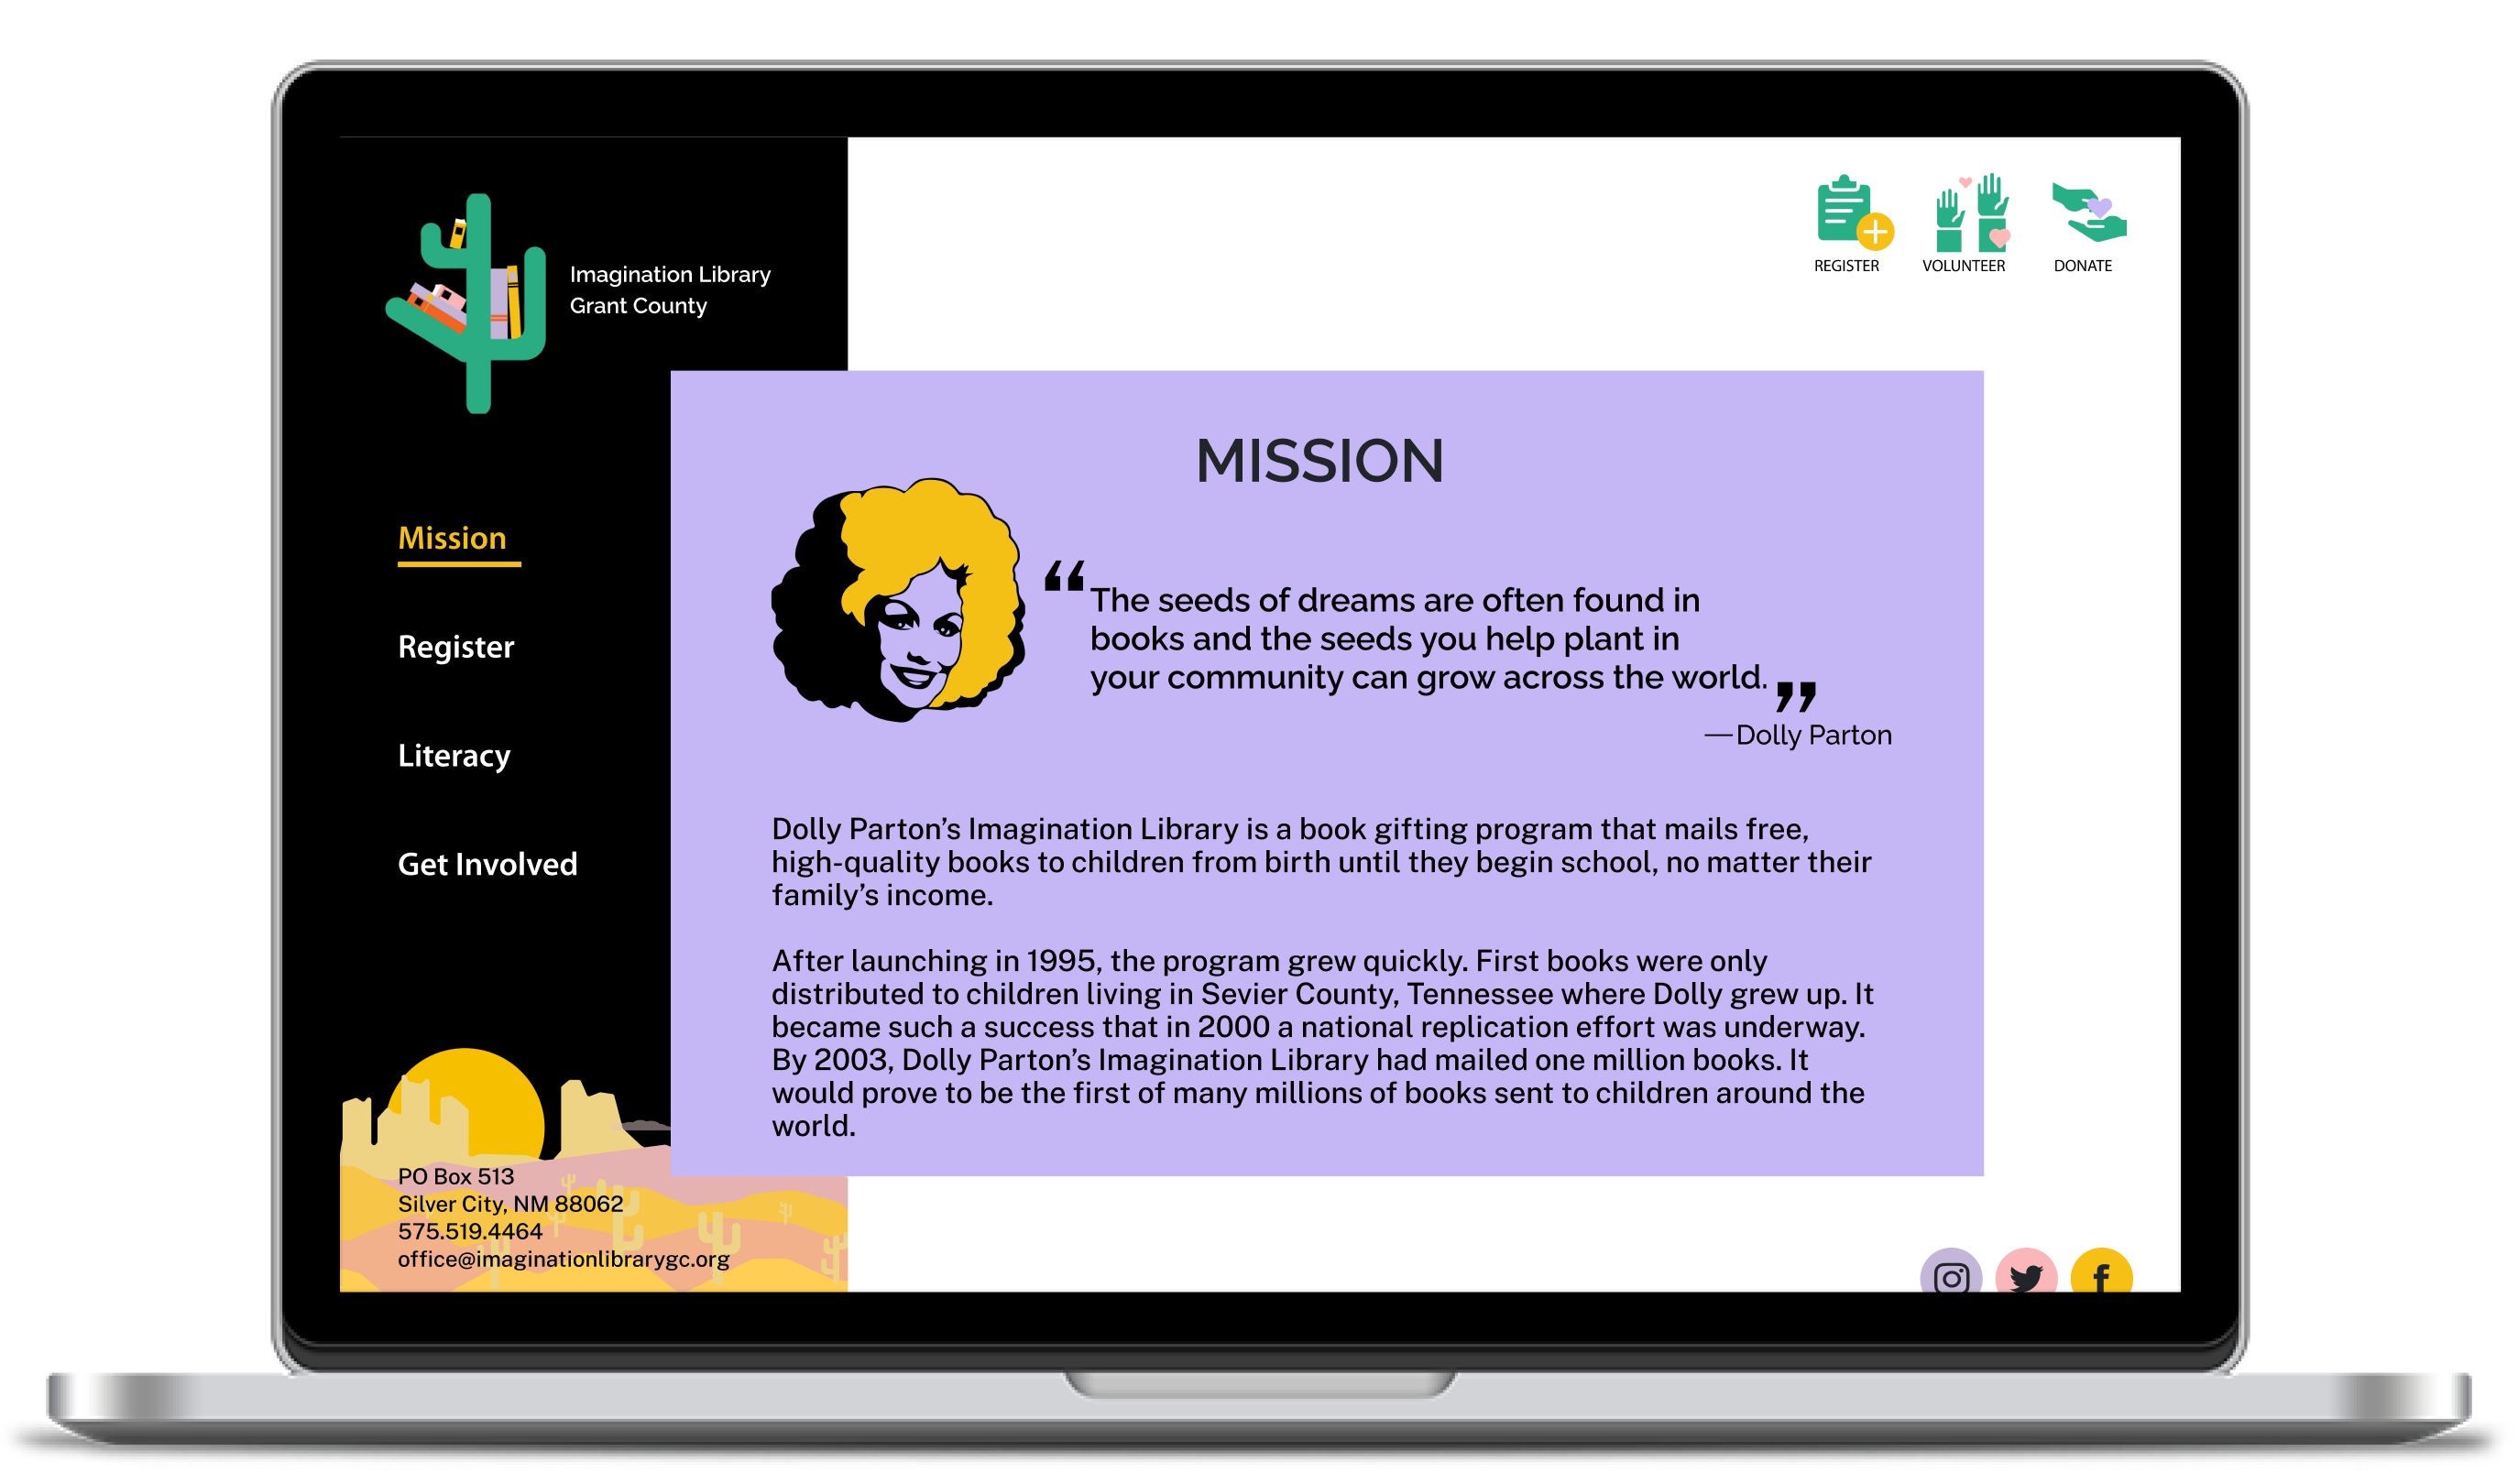 Imagination Library
Grant County
REGISTER
VOLUNTEER
DONATE
Mission
Register
Literacy
Get Involved
MISSION
“The seeds of dreams are often found in
books and the seeds you help plant in
your community can grow across the world.”
—Dolly Parton
Dolly Parton’s Imagination Library is a book gifting program that mails free,
high-quality books to children from birth until they begin school, no matter their
family’s income.
After launching in 1995, the program grew quickly. First books were only
distributed to children living in Sevier County, Tennessee where Dolly grew up. It
became such a success that in 2000 a national replication effort was underway.
By 2003, Dolly Parton’s Imagination Library had mailed one million books. It
would prove to be the first of many millions of books sent to children around the
world.
PO Box 513
Silver City, NM 88062
575.519.4464
office@imaginationlibrarygc.org